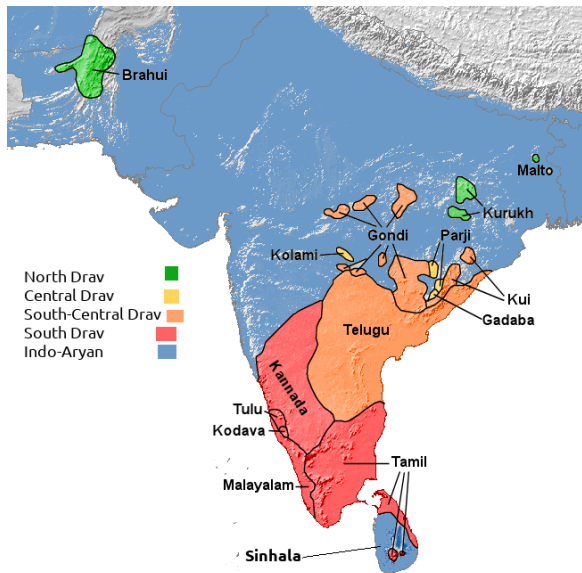 Brahui
Malto
Kurukh
Gondi
Parji
Kolami
North Drav
Central Drav
South-Central Drav
South Drav
Indo-Aryan
Kui
Gadaba
Telugu
Kannada
Tulu
Kodava
Tamil
Malayalam
Sinhala